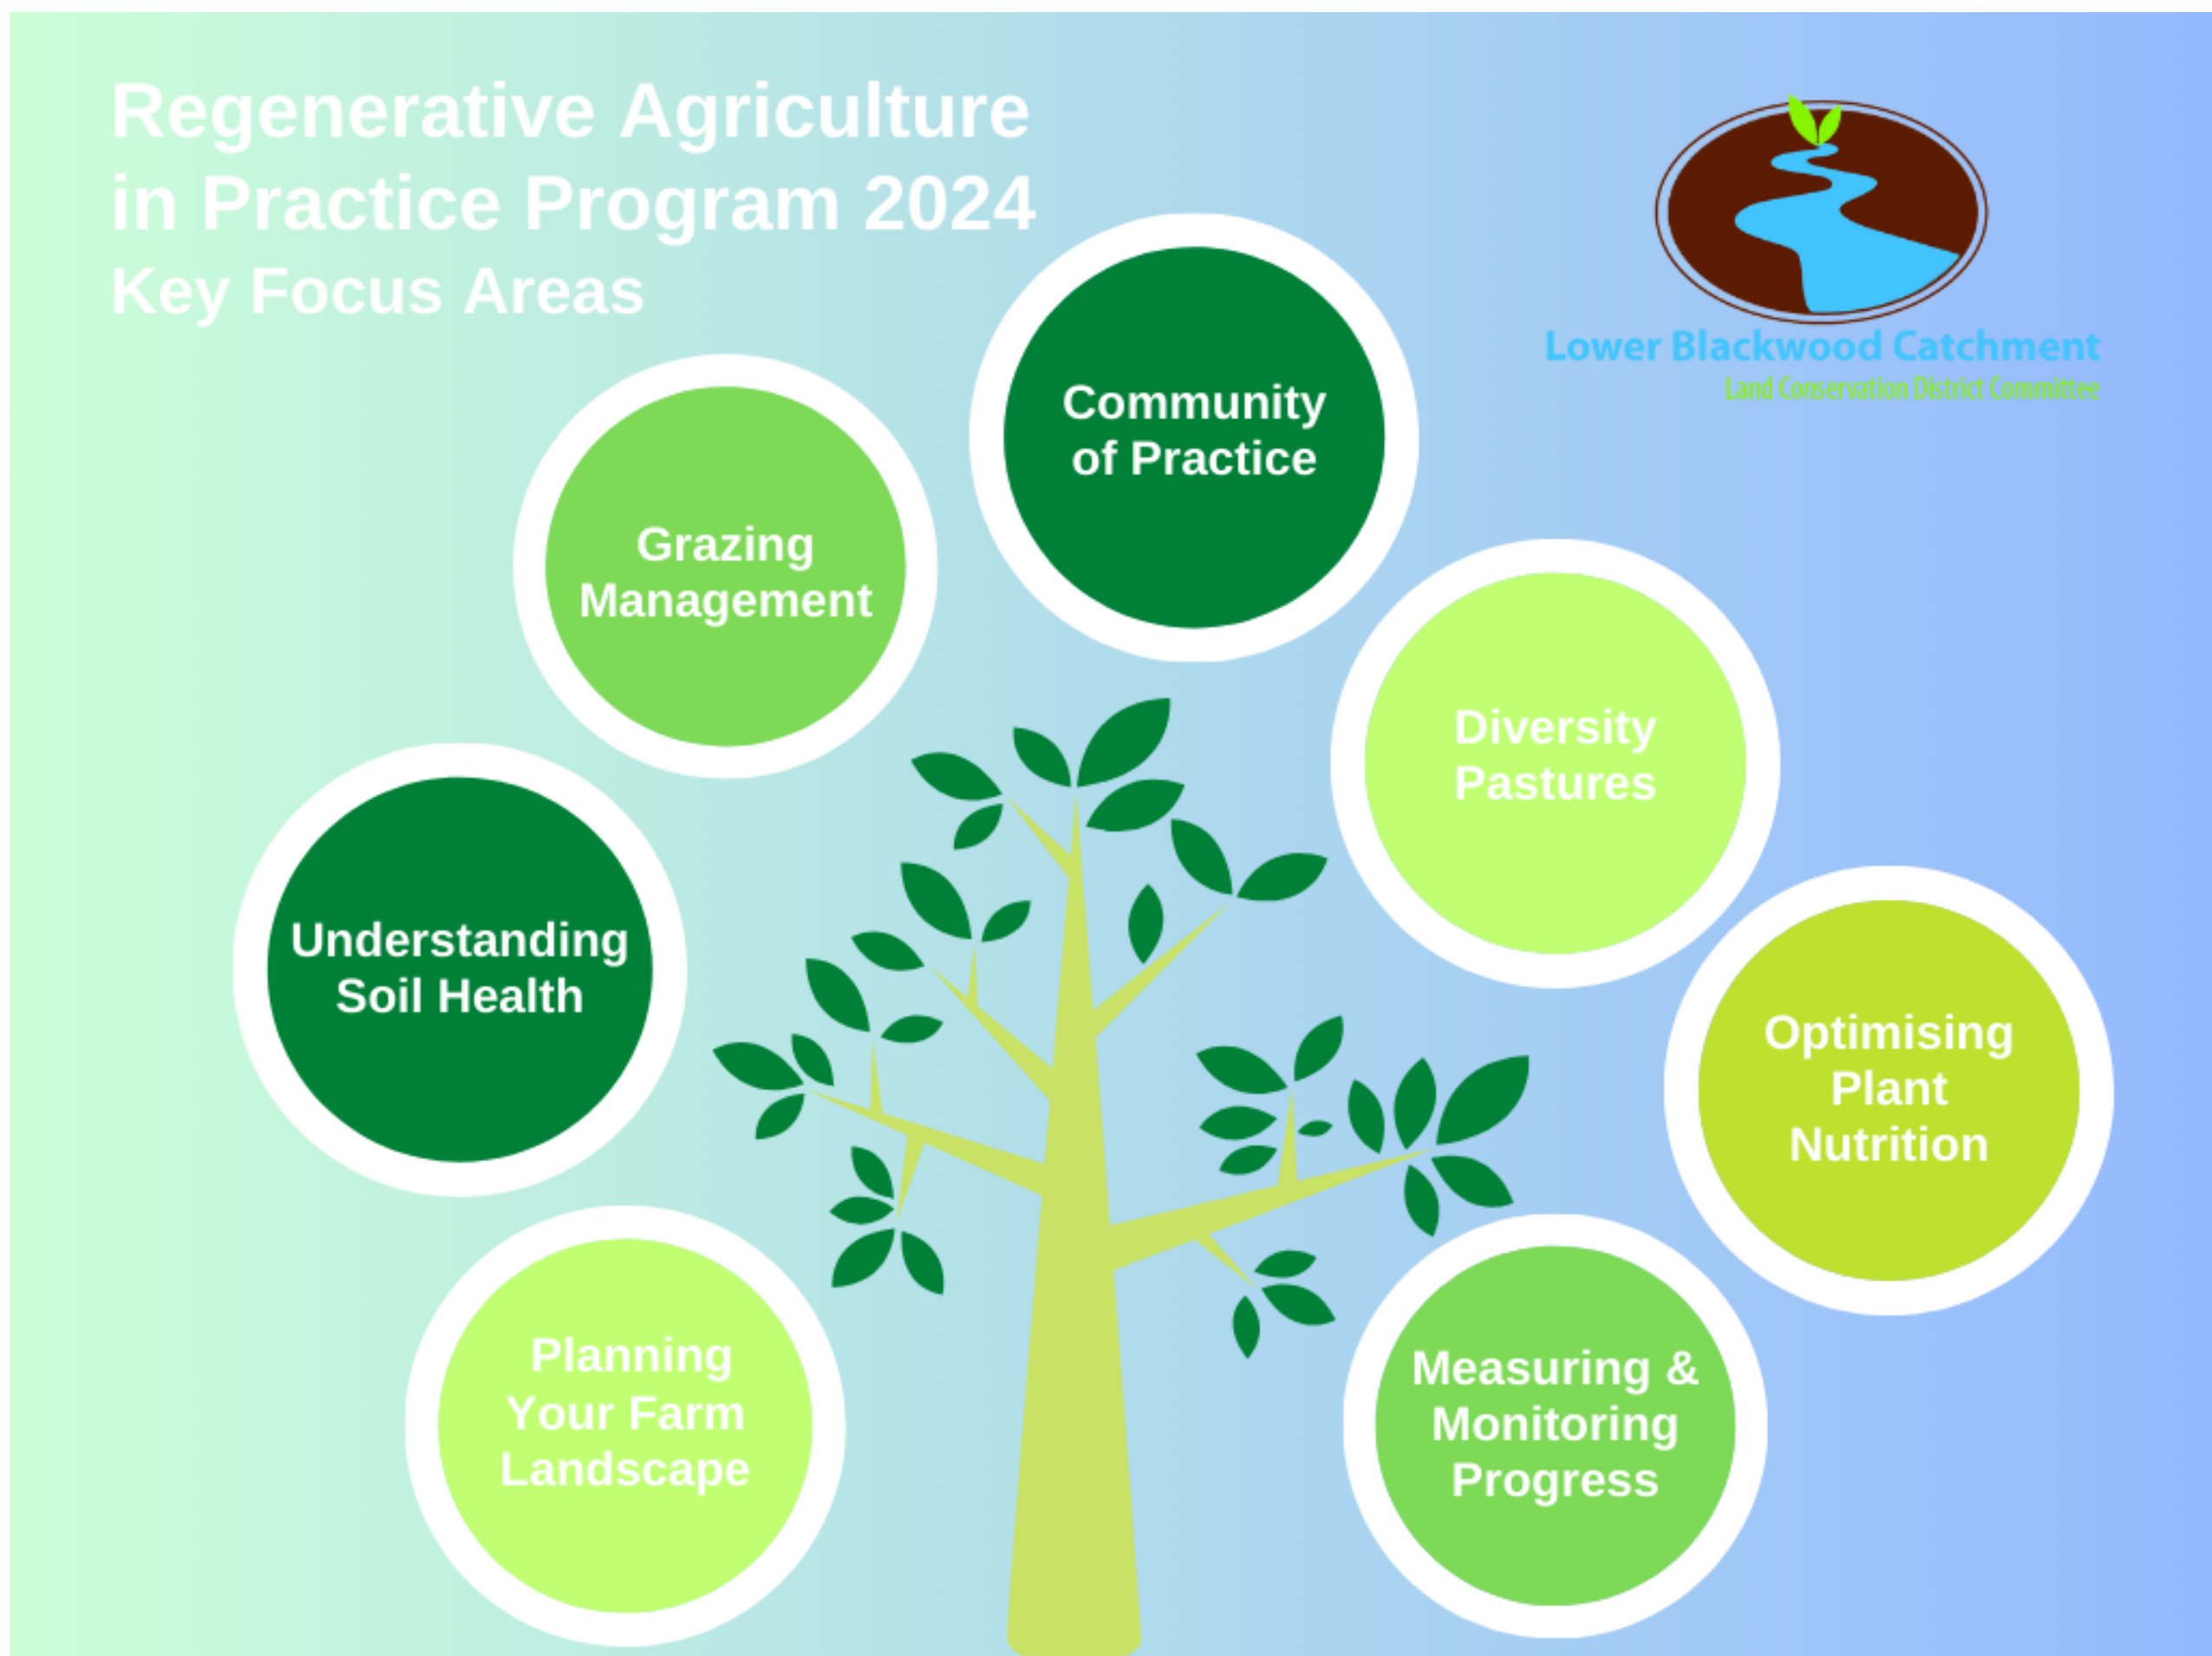 Regenerative Agriculture
in Practice Program 2024
Key Focus Areas
Lower Blackwood Catchment
Land Conservation District Committee
Community
of Practice
Grazing
Management
Diversity
Pastures
Understanding
Soil Health
Optimising
Plant
Nutrition
Planning
Your Farm
Landscape
Measuring &
Monitoring
Progress